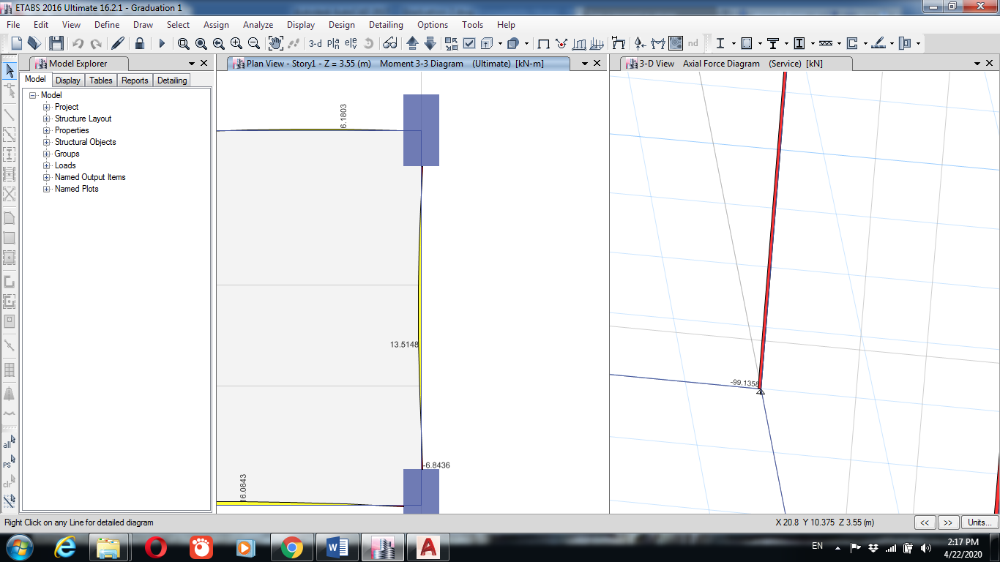 ETABS 2016 Ultimate 16.2.1 - Graduation 1
File Edit View Define Draw Select Assign Analyze Display Design Detailing Options Tools Help
3-d plą elę nd
Model Explorer
Model Display Tables Reports Detailing
Model
Project
Structure Layout
Properties
Structural Objects
Groups
Loads
Named Output Items
Named Plots
all
PS
clr
Plan View - Story1 - Z = 3.55 (m) Moment 3-3 Diagram (Ultimate) [kN-m]
6.1803
13.5148
-6.8436
16.0843
3-D View Axial Force Diagram (Service) [kN]
-99.1358
Right Click on any Line for detailed diagram
X 20.8 Y 10.375 Z 3.55 (m)
<< >> Units...
EN
2:17 PM
4/22/2020